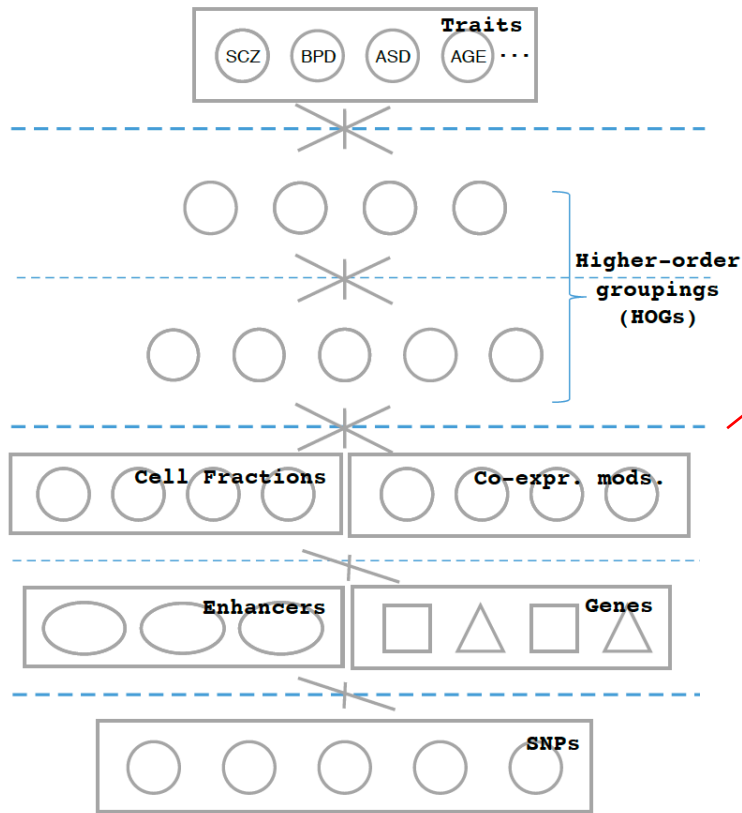 Traits
SCZ BPD ASD AGE ...
Higher-order
groupings
(HOGs)
Cell Fractions
Co-expr. mods.
Enhancers
Genes
SNPs